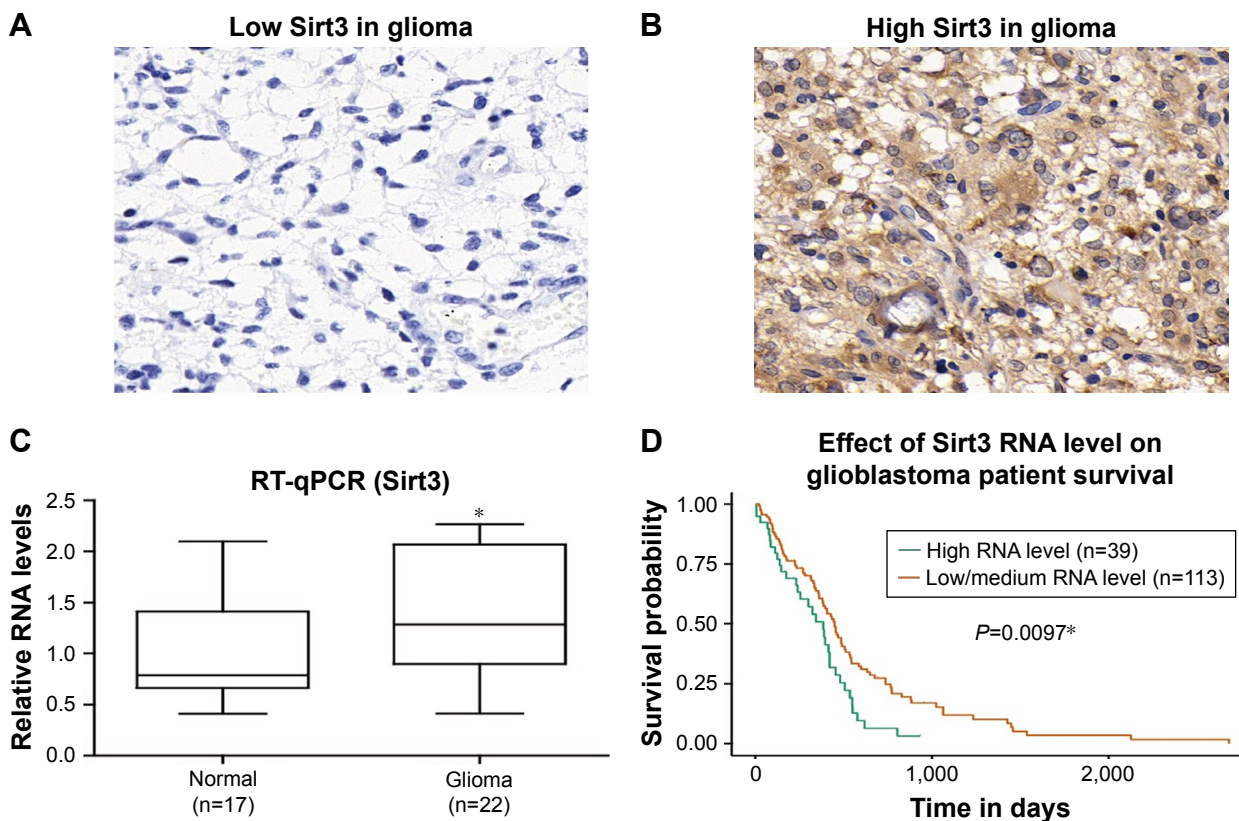 A
Low Sirt3 in glioma
B
High Sirt3 in glioma
C
RT-qPCR (Sirt3)
Relative RNA levels
2.5
2.0
1.5
1.0
0.5
0.0
*
Normal
(n=17)
Glioma
(n=22)
D
Effect of Sirt3 RNA level on
glioblastoma patient survival
Survival probability
1.00
0.75
0.50
0.25
0.00
High RNA level (n=39)
Low/medium RNA level (n=113)
P=0.0097*
0
1,000
2,000
Time in days